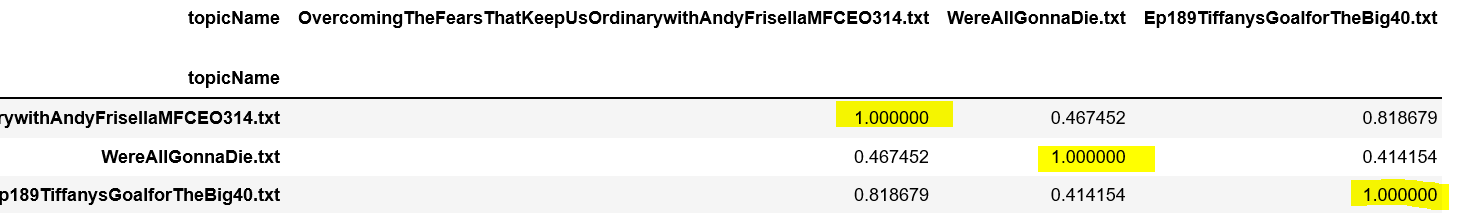 topicName OvercomingTheFearsThatKeepUsOrdinarywithAndyFrisellaMFCEO314.txt WereAllGonnaDie.txt Ep189TiffanysGoalforTheBig40.txt
topicName
rywithAndyFrisellaMFCEO314.txt 1.000000 0.467452 0.818679
WereAllGonnaDie.txt 0.467452 1.000000 0.414154
p189TiffanysGoalforTheBig40.txt 0.818679 0.414154 1.000000